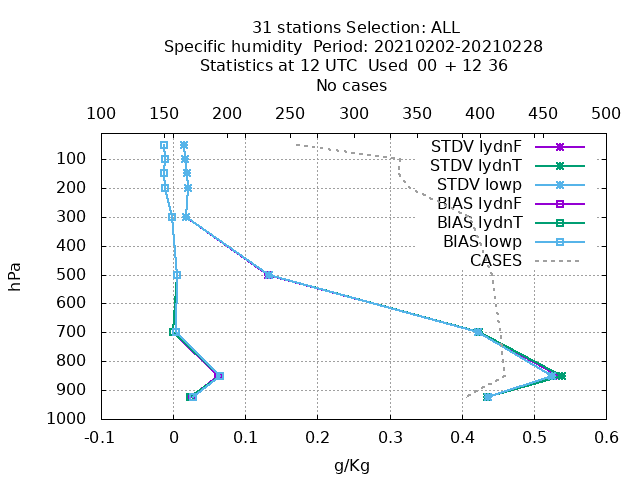 31 stations Selection: ALL
Specific humidity  Period: 20210202-20210228
Statistics at 12 UTC  Used  00 + 12 36
No cases
100 150 200 250 300 350 400 450 500
STDV lydnF
STDV lydnT
STDV lowp
BIAS lydnF
BIAS lydnT
BIAS lowp
CASES
hPa
100
200
300
400
500
600
700
800
900
1000
-0.1 0 0.1 0.2 0.3 0.4 0.5 0.6
g/Kg